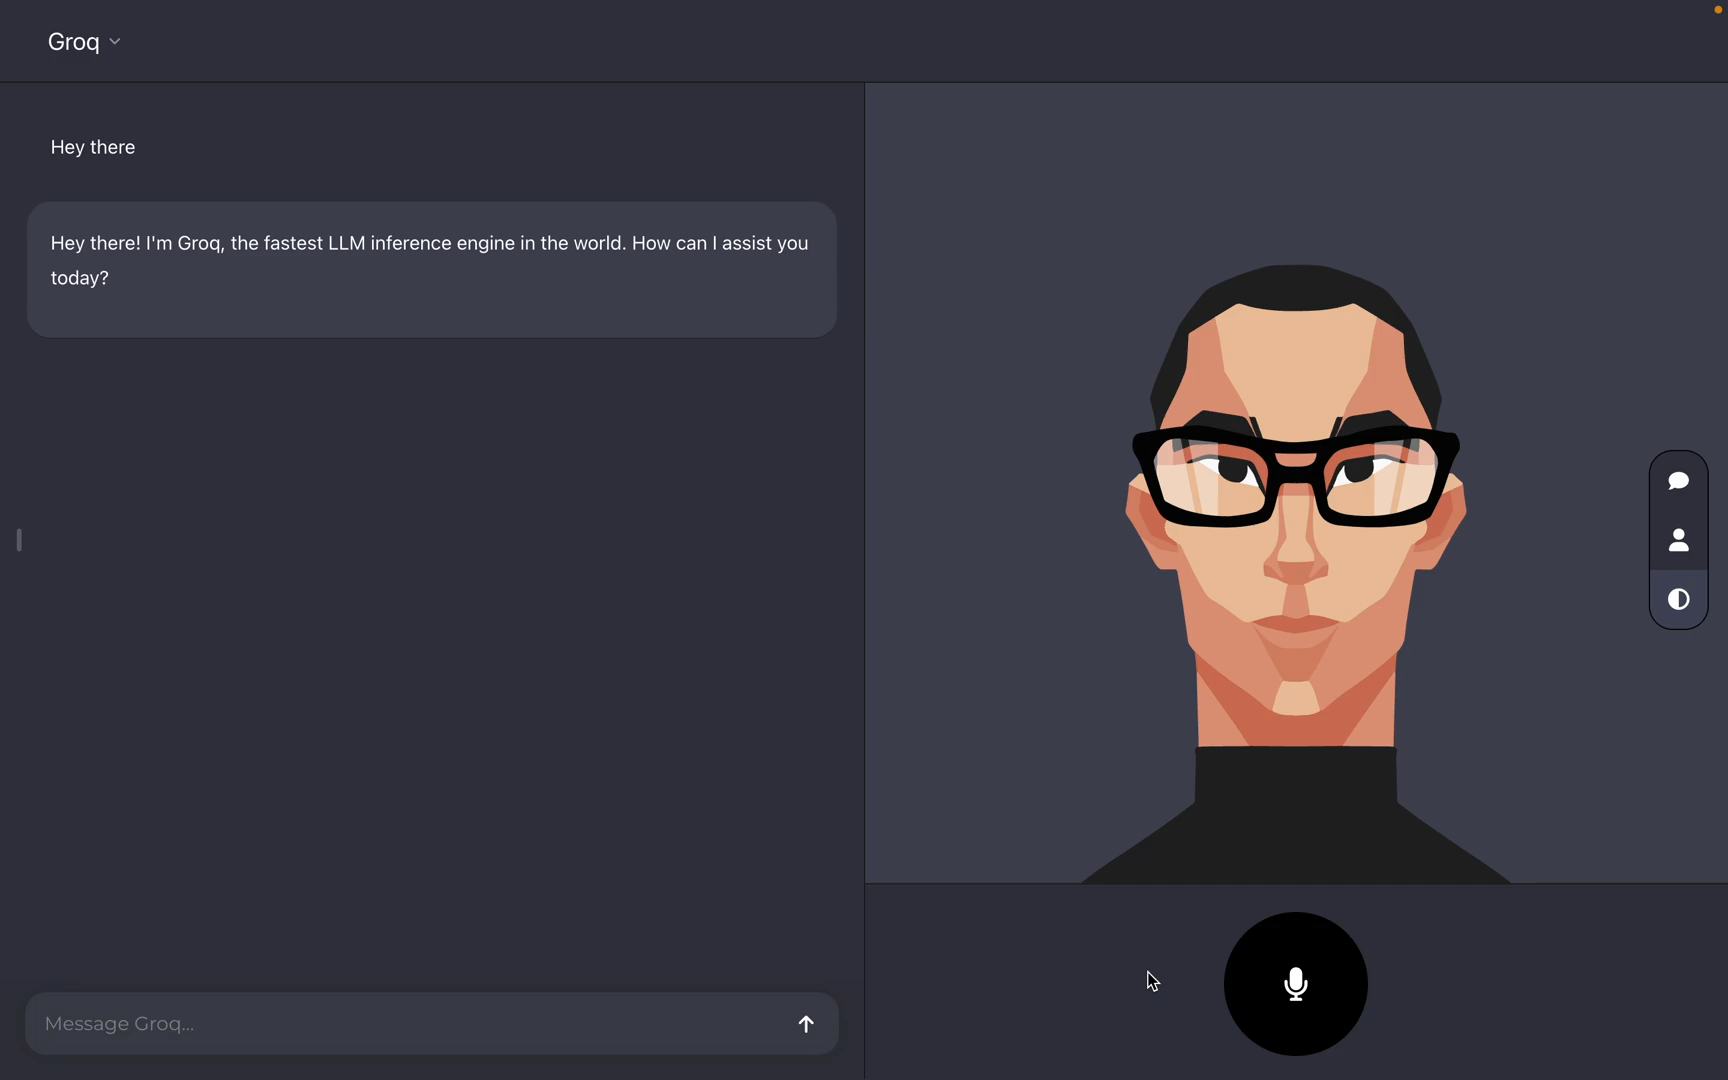 Groq
Hey there
Hey there! I'm Groq, the fastest LLM inference engine in the world. How can I assist you
today?
Message Groq...